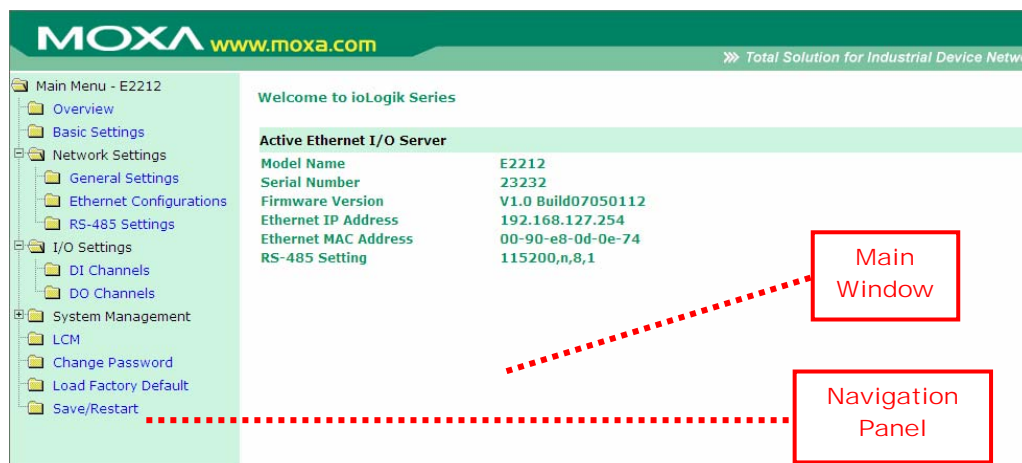 MOXA www.moxa.com
Total Solution for Industrial Device Netw
Main Menu - E2212
Overview
Basic Settings
Network Settings
General Settings
Ethernet Configurations
RS-485 Settings
I/O Settings
DI Channels
DO Channels
System Management
LCM
Change Password
Load Factory Default
Save/Restart
Welcome to ioLogik Series
Active Ethernet I/O Server
Model Name E2212
Serial Number 23232
Firmware Version V1.0 Build07050112
Ethernet IP Address 192.168.127.254
Ethernet MAC Address 00-90-e8-0d-0e-74
RS-485 Setting 115200,n,8,1
Main
Window
Navigation
Panel